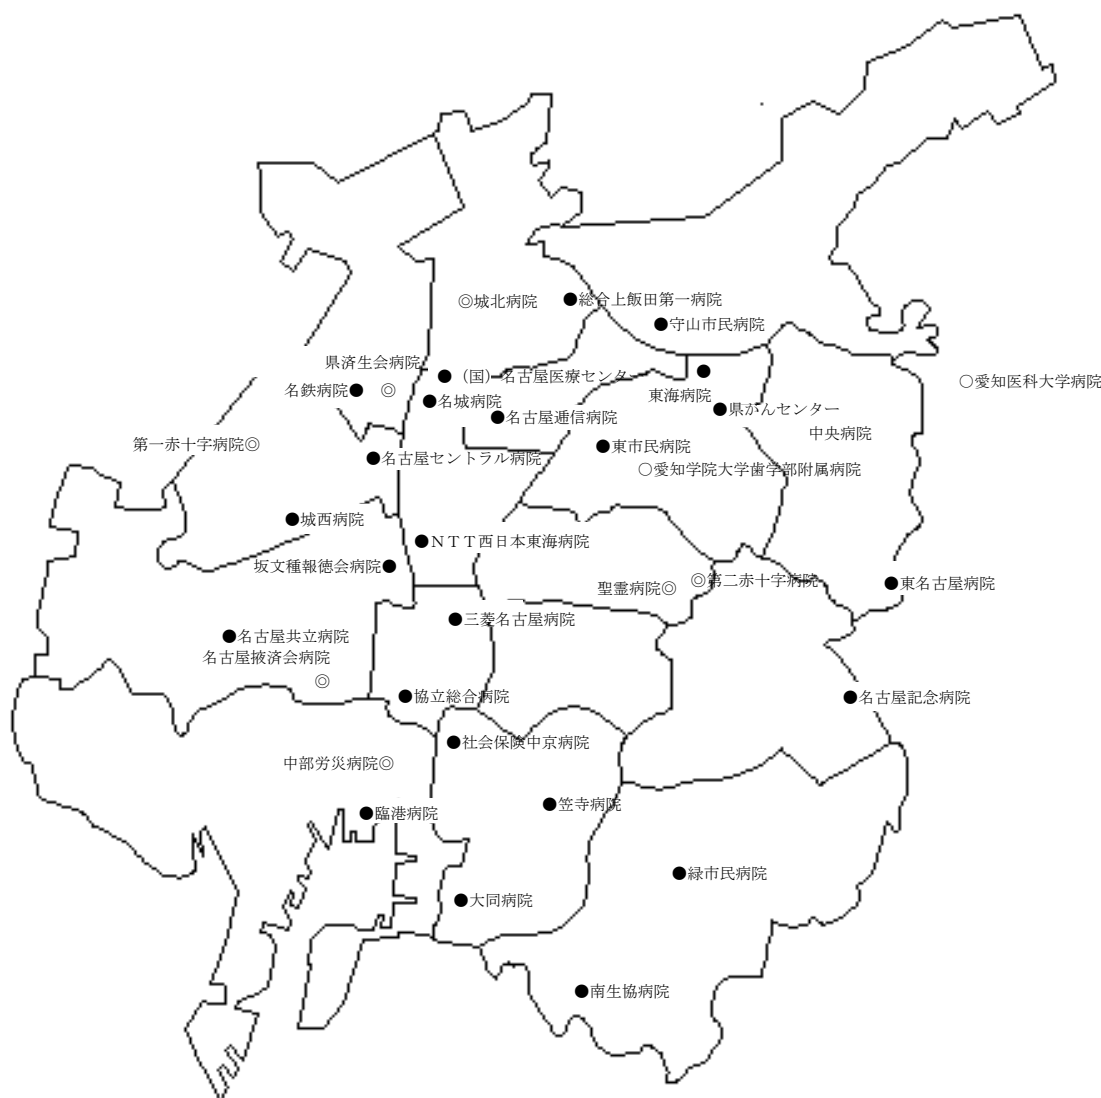 ◎城北病院
●総合上飯田第一病院
●守山市民病院
県済生会病院
◎
名鉄病院●
●（国）名古屋医療センター
東海病院
●
○愛知医科大学病院
●名城病院
●名古屋逓信病院
●県がんセンター
中央病院
第一赤十字病院◎
●東市民病院
●名古屋セントラル病院
○愛知学院大学歯学部附属病院
●城西病院
●ＮＴＴ西日本東海病院
坂文種報徳会病院●
聖霊病院◎
◎第二赤十字病院
●東名古屋病院
●三菱名古屋病院
●名古屋共立病院
名古屋掖済会病院
◎
●協立総合病院
●名古屋記念病院
●社会保険中京病院
中部労災病院◎
●笠寺病院
●臨港病院
●緑市民病院
●大同病院
●南生協病院